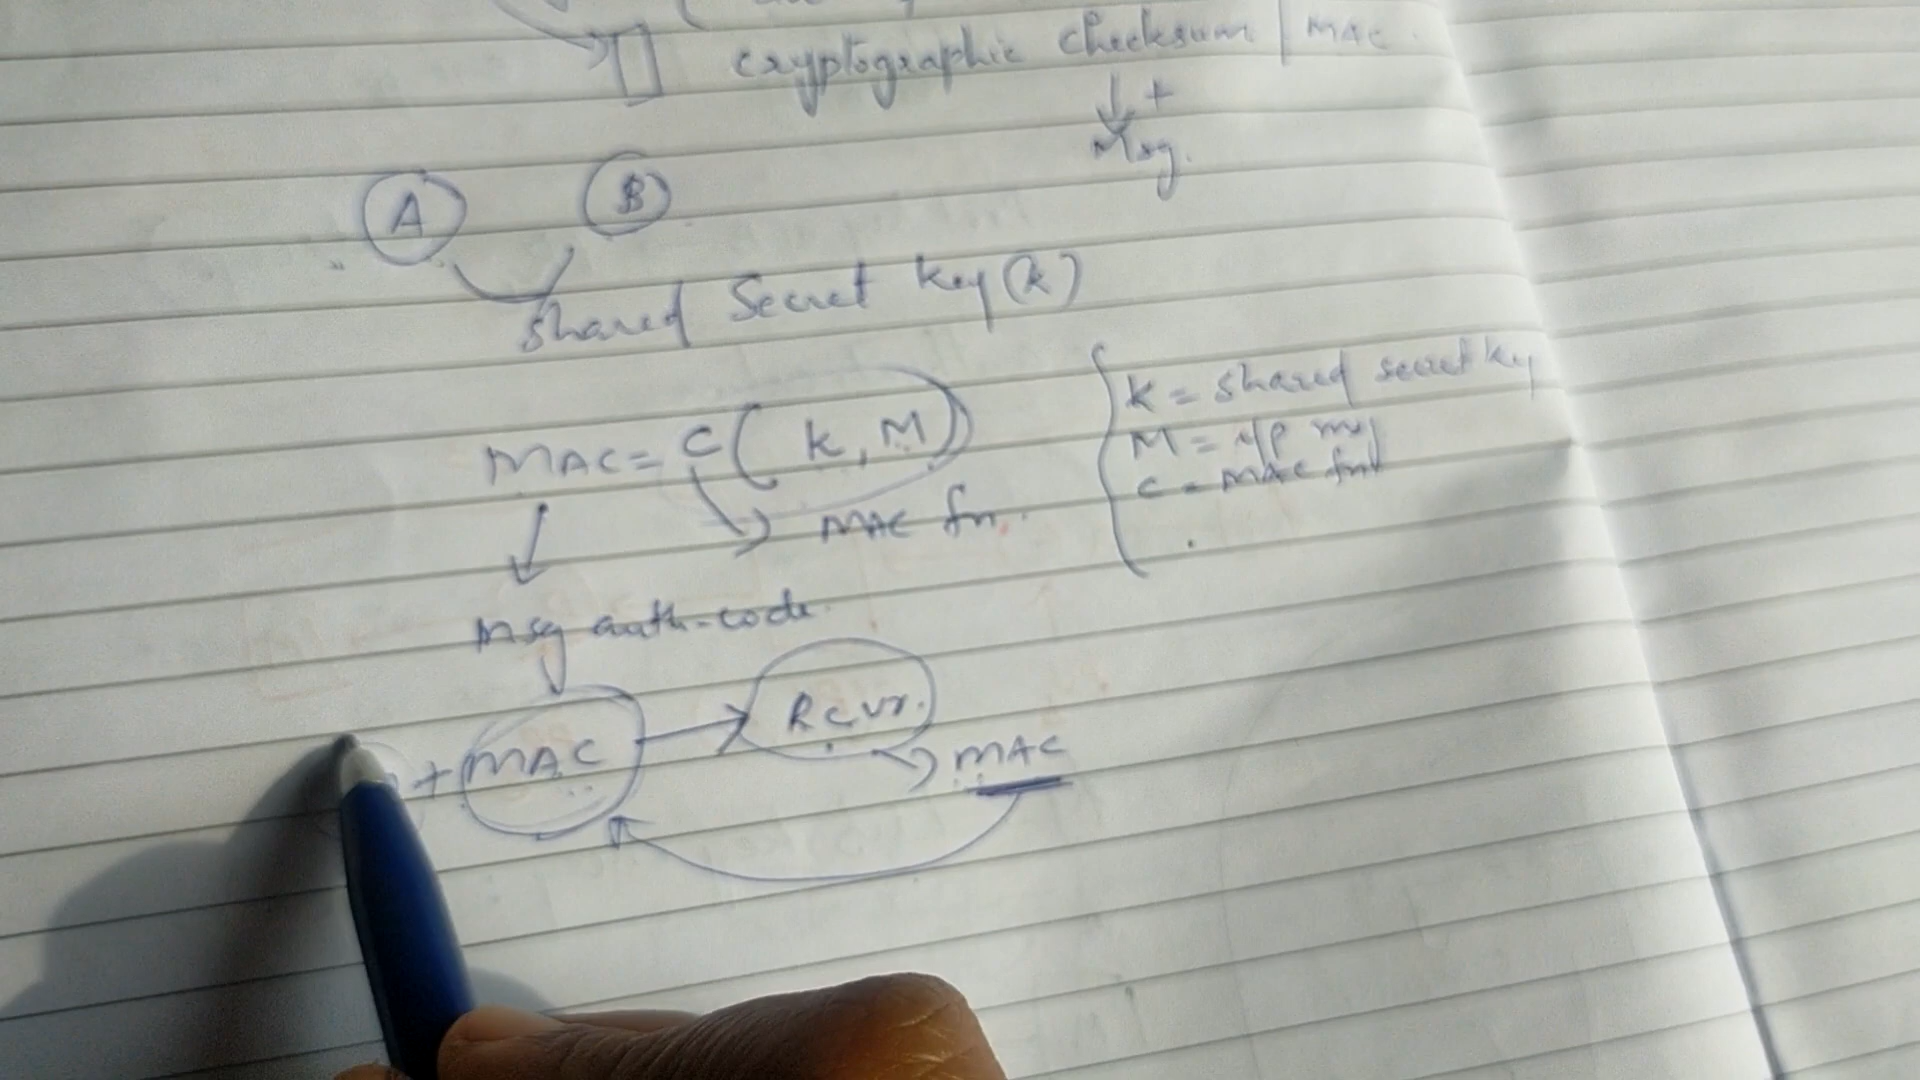 cryptographic checksum | MAC.
↓ +
Msg.
A B
Shared Secret key (k)
MAC = C ( k, M )
→ MAC fn.
{ k = shared secret key
M = i/p msg
C = MAC fn
↓
Msg auth-code
+ MAC → Rcvr.
→ MAC